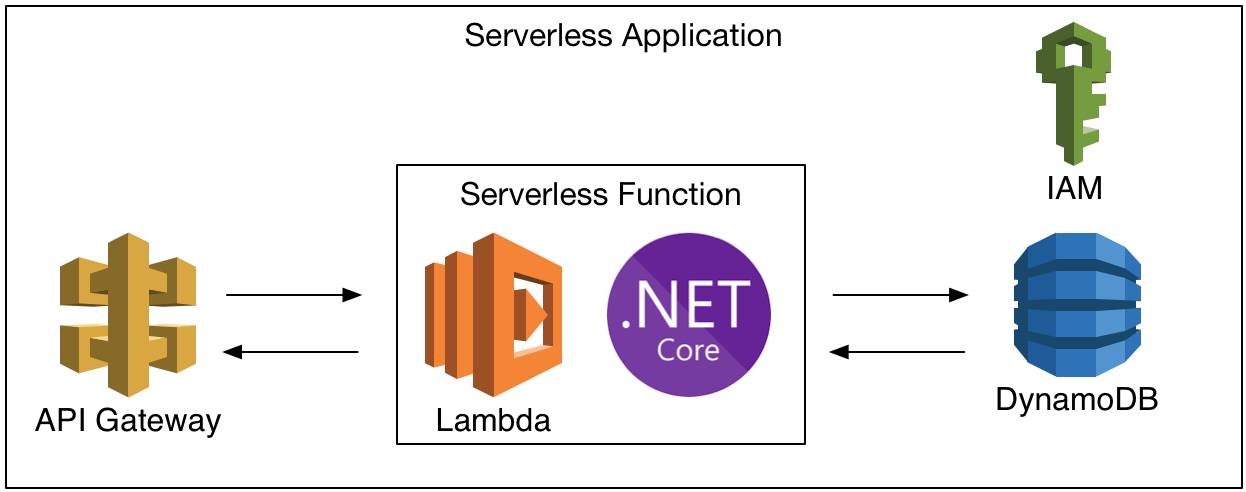 Serverless Application
IAM
Serverless Function
.NET
Core
API Gateway
Lambda
DynamoDB